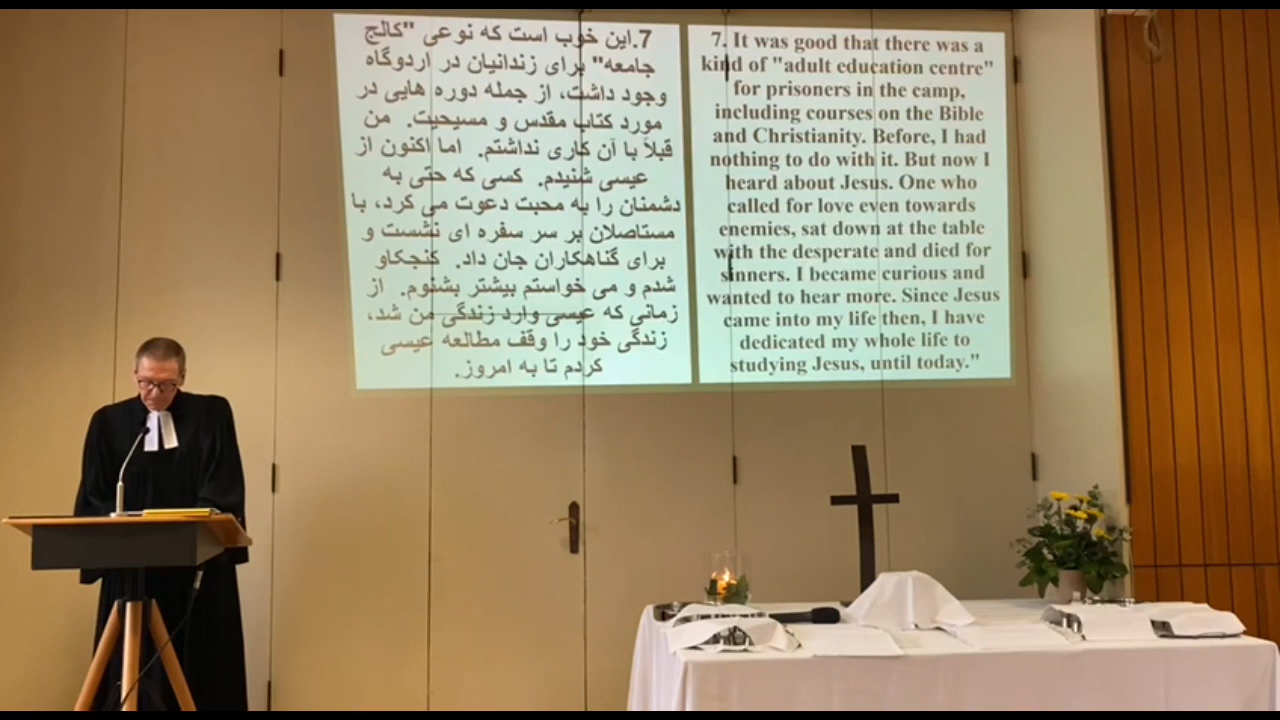 7.این خوب است که نوعی "کالج
جامعه" برای زندانیان در اردوگاه
وجود داشت، از جمله دوره هایی در
مورد کتاب مقدس و مسیحیت. من
قبلاً با آن کاری نداشتم. اما اکنون از
عیسی شنیدم. کسی که حتی به
دشمنان را به محبت دعوت می کرد، با
مستاصلان بر سر سفره ای نشست و
برای گناهکاران جان داد. کنجکاو
شدم و می خواستم بیشتر بشنوم. از
زمانی که عیسی وارد زندگی من شد،
زندگی خود را وقف مطالعه عیسی
کردم تا به امروز.
7. It was good that there was a
kind of "adult education centre"
for prisoners in the camp,
including courses on the Bible
and Christianity. Before, I had
nothing to do with it. But now I
heard about Jesus. One who
called for love even towards
enemies, sat down at the table
with the desperate and died for
sinners. I became curious and
wanted to hear more. Since Jesus
came into my life then, I have
dedicated my whole life to
studying Jesus, until today."